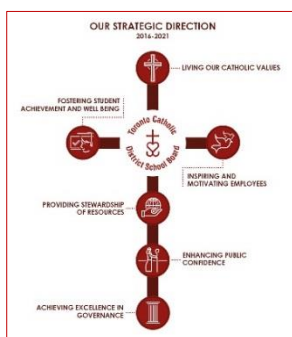 OUR STRATEGIC DIRECTION
2016-2021
LIVING OUR CATHOLIC VALUES
FOSTERING STUDENT
ACHIEVEMENT AND WELL BEING
Toronto Catholic
District School Board
INSPIRING AND
MOTIVATING EMPLOYEES
PROVIDING STEWARDSHIP
OF RESOURCES
ENHANCING PUBLIC
CONFIDENCE
ACHIEVING EXCELLENCE IN
GOVERNANCE